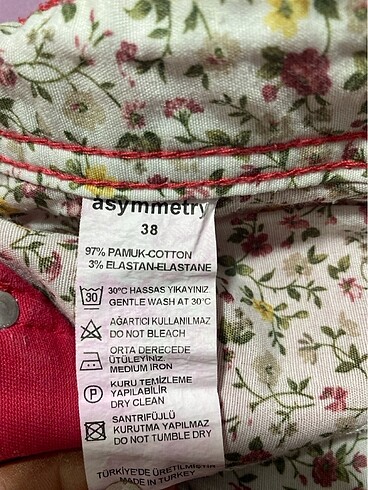 asymmetry
38
97% PAMUK-COTTON
3% ELASTAN-ELASTANE
30
30°C HASSAS YIKAYINIZ
GENTLE WASH AT 30°C
AĞARTICI KULLANILMAZ
DO NOT BLEACH
ORTA DERECEDE
ÜTÜLEYİNİZ
MEDIUM IRON
P
KURU TEMİZLEME
YAPILABİLİR
DRY CLEAN
SANTRİFÜJLÜ
KURUTMA YAPILMAZ
DO NOT TUMBLE DRY
TÜRKİYE'DE ÜRETİLMİŞTİR
MADE IN TURKEY